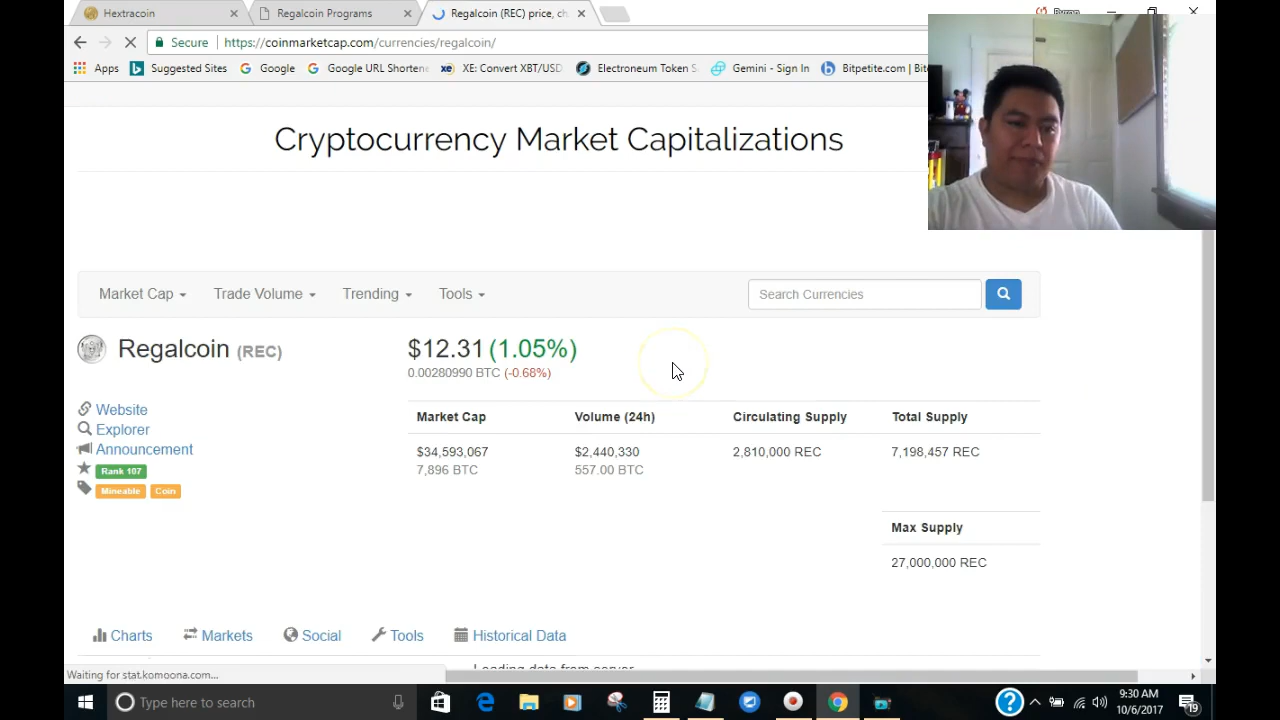 Hextracoin
Regalcoin Programs
Regalcoin (REC) price, ch
Secure
https://coinmarketcap.com/currencies/regalcoin/
Apps
Suggested Sites
Google
Google URL Shortene
XE: Convert XBT/USD
Electroneum Token S
Gemini - Sign In
Bitpetite.com | Bit
Cryptocurrency Market Capitalizations
Market Cap
Trade Volume
Trending
Tools
Search Currencies
Regalcoin (REC)
$12.31 (1.05%)
0.00280990 BTC (-0.68%)
Website
Explorer
Announcement
Rank 107
Mineable
Coin
Market Cap
Volume (24h)
Circulating Supply
Total Supply
$34,593,067
$2,440,330
2,810,000 REC
7,198,457 REC
7,896 BTC
557.00 BTC
Max Supply
27,000,000 REC
Charts
Markets
Social
Tools
Historical Data
Loading data from server
Waiting for stat.komoona.com...
Type here to search
9:30 AM
10/6/2017
19